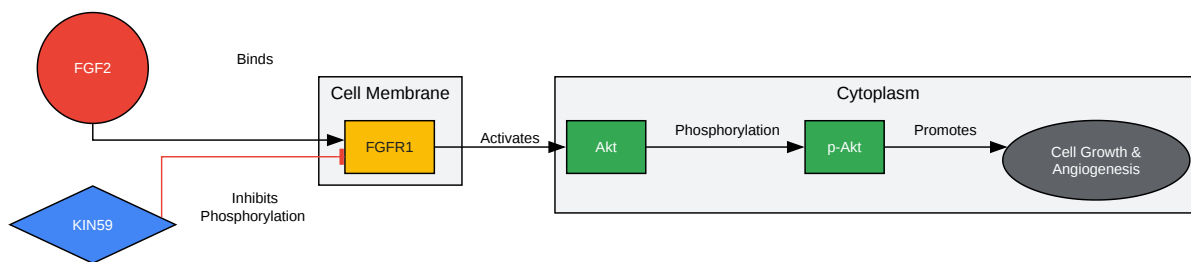 FGF2
Binds
Cell Membrane
Cytoplasm
FGFR1
Activates
Akt
Phosphorylation
p-Akt
Promotes
Cell Growth &
Angiogenesis
Inhibits
Phosphorylation
KIN59